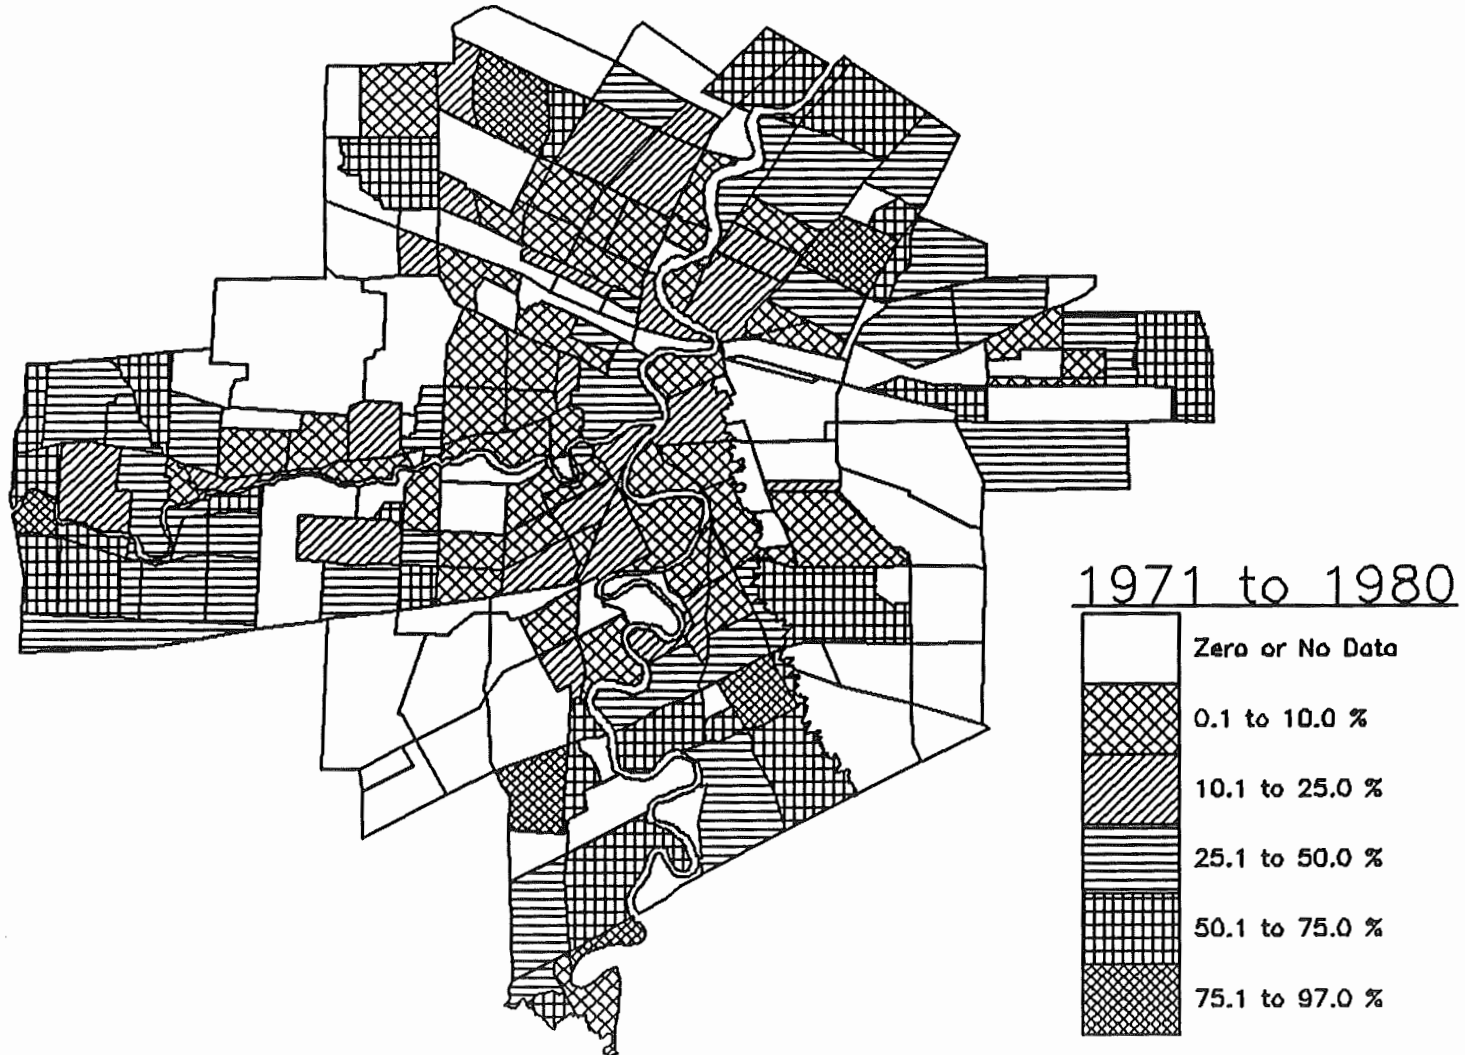 1971 to 1980
Zero or No Data
0.1 to 10.0 %
10.1 to 25.0 %
25.1 to 50.0 %
50.1 to 75.0 %
75.1 to 97.0 %